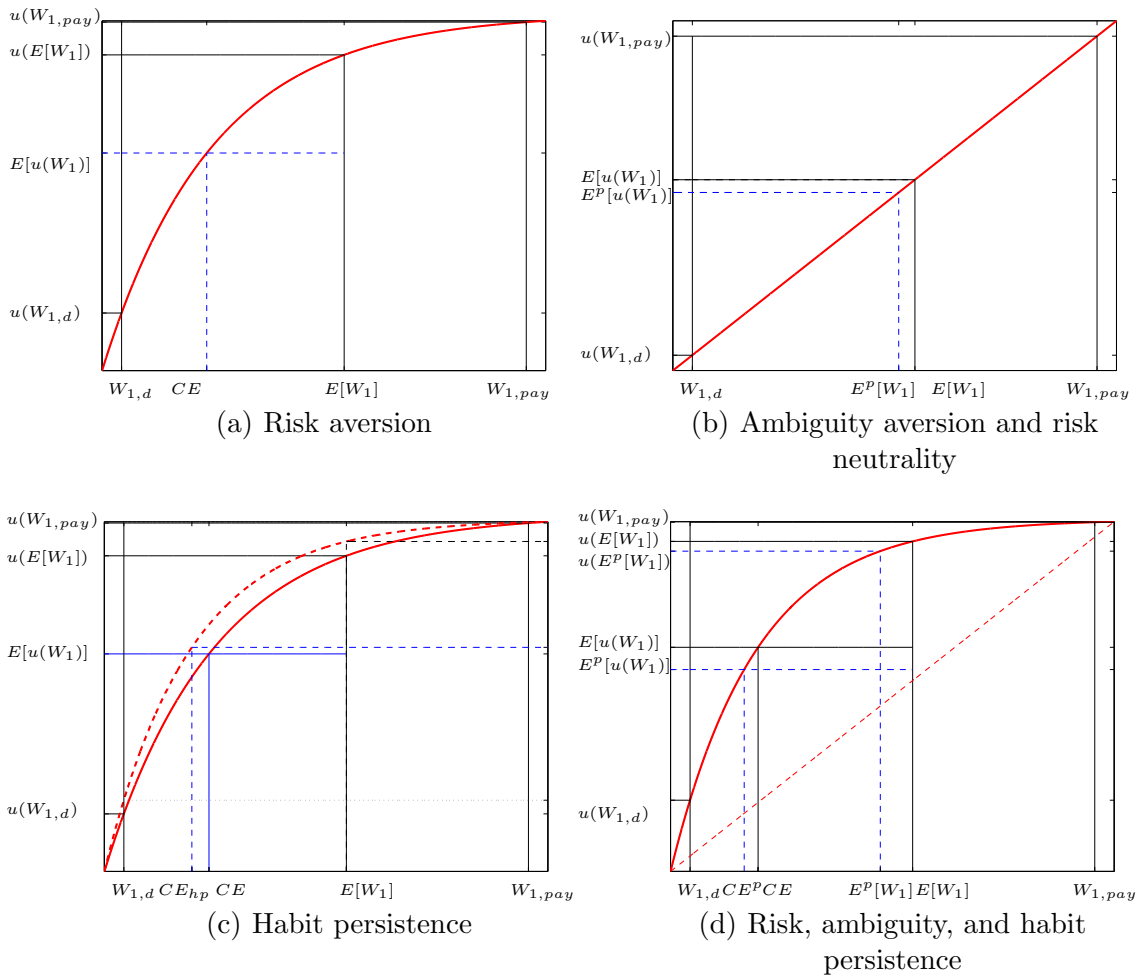 u(W_{1,pay})
u(E[W_1])
E[u(W_1)]
u(W_{1,d})
W_{1,d} CE E[W_1] W_{1,pay}
(a) Risk aversion
u(W_{1,pay})
E[u(W_1)]
E^p[u(W_1)]
u(W_{1,d})
W_{1,d} E^p[W_1] E[W_1] W_{1,pay}
(b) Ambiguity aversion and risk
neutrality
u(W_{1,pay})
u(E[W_1])
E[u(W_1)]
u(W_{1,d})
W_{1,d} CE_{hp} CE E[W_1] W_{1,pay}
(c) Habit persistence
u(W_{1,pay})
u(E[W_1])
u(E^p[W_1])
E[u(W_1)]
E^p[u(W_1)]
u(W_{1,d})
W_{1,d} CE^p CE E^p[W_1] E[W_1] W_{1,pay}
(d) Risk, ambiguity, and habit
persistence